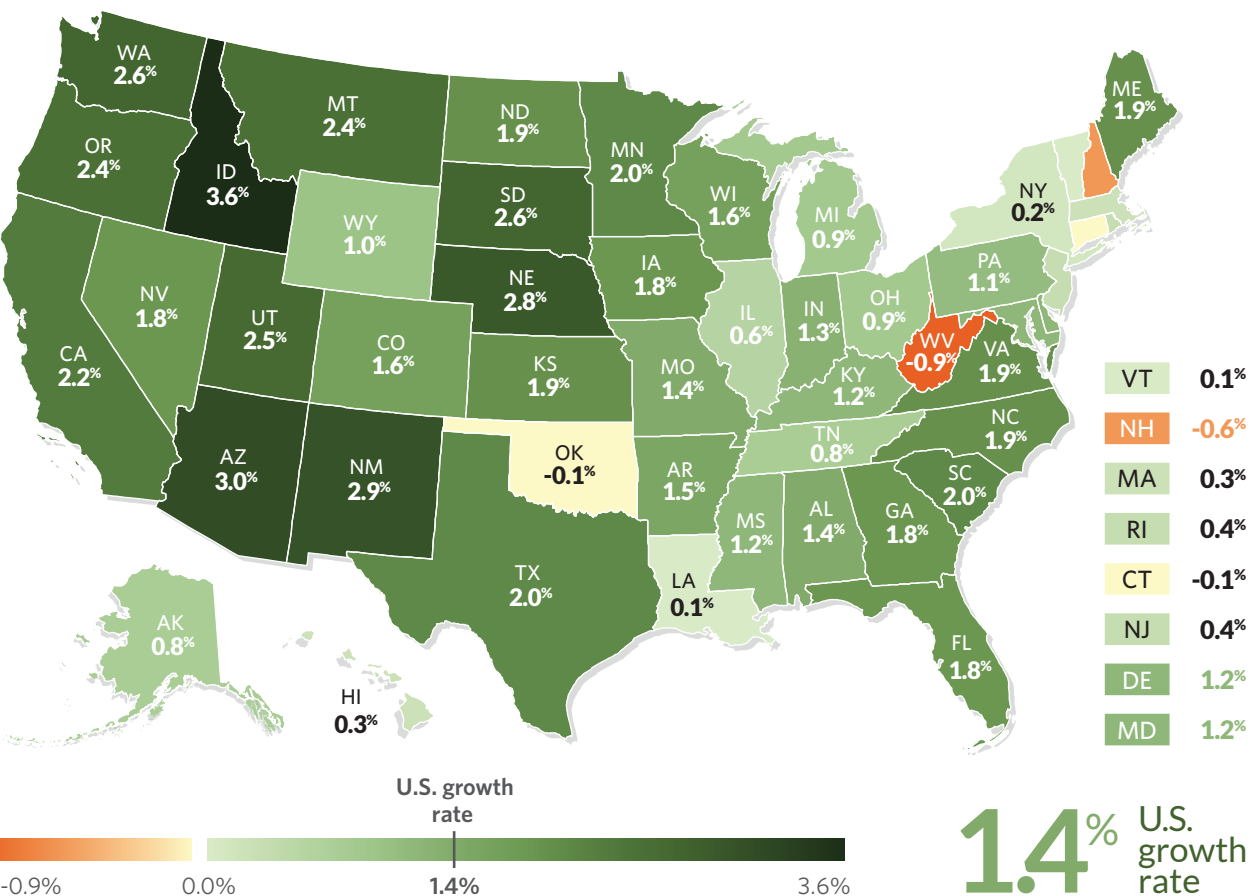 WA
2.6%
OR
2.4%
ID
3.6%
MT
2.4%
ND
1.9%
MN
2.0%
SD
2.6%
WY
1.0%
NE
2.8%
NV
1.8%
UT
2.5%
CA
2.2%
CO
1.6%
KS
1.9%
IA
1.8%
WI
1.6%
MI
0.9%
IL
0.6%
IN
1.3%
OH
0.9%
PA
1.1%
NY
0.2%
ME
1.9%
WV
-0.9%
VA
1.9%
KY
1.2%
MO
1.4%
AZ
3.0%
NM
2.9%
OK
-0.1%
AR
1.5%
TN
0.8%
NC
1.9%
SC
2.0%
MS
1.2%
AL
1.4%
GA
1.8%
TX
2.0%
LA
0.1%
FL
1.8%
AK
0.8%
HI
0.3%
VT 0.1%
NH -0.6%
MA 0.3%
RI 0.4%
CT -0.1%
NJ 0.4%
DE 1.2%
MD 1.2%
U.S. growth
rate
-0.9% 0.0% 1.4% 3.6%
1.4%
U.S.
growth
rate